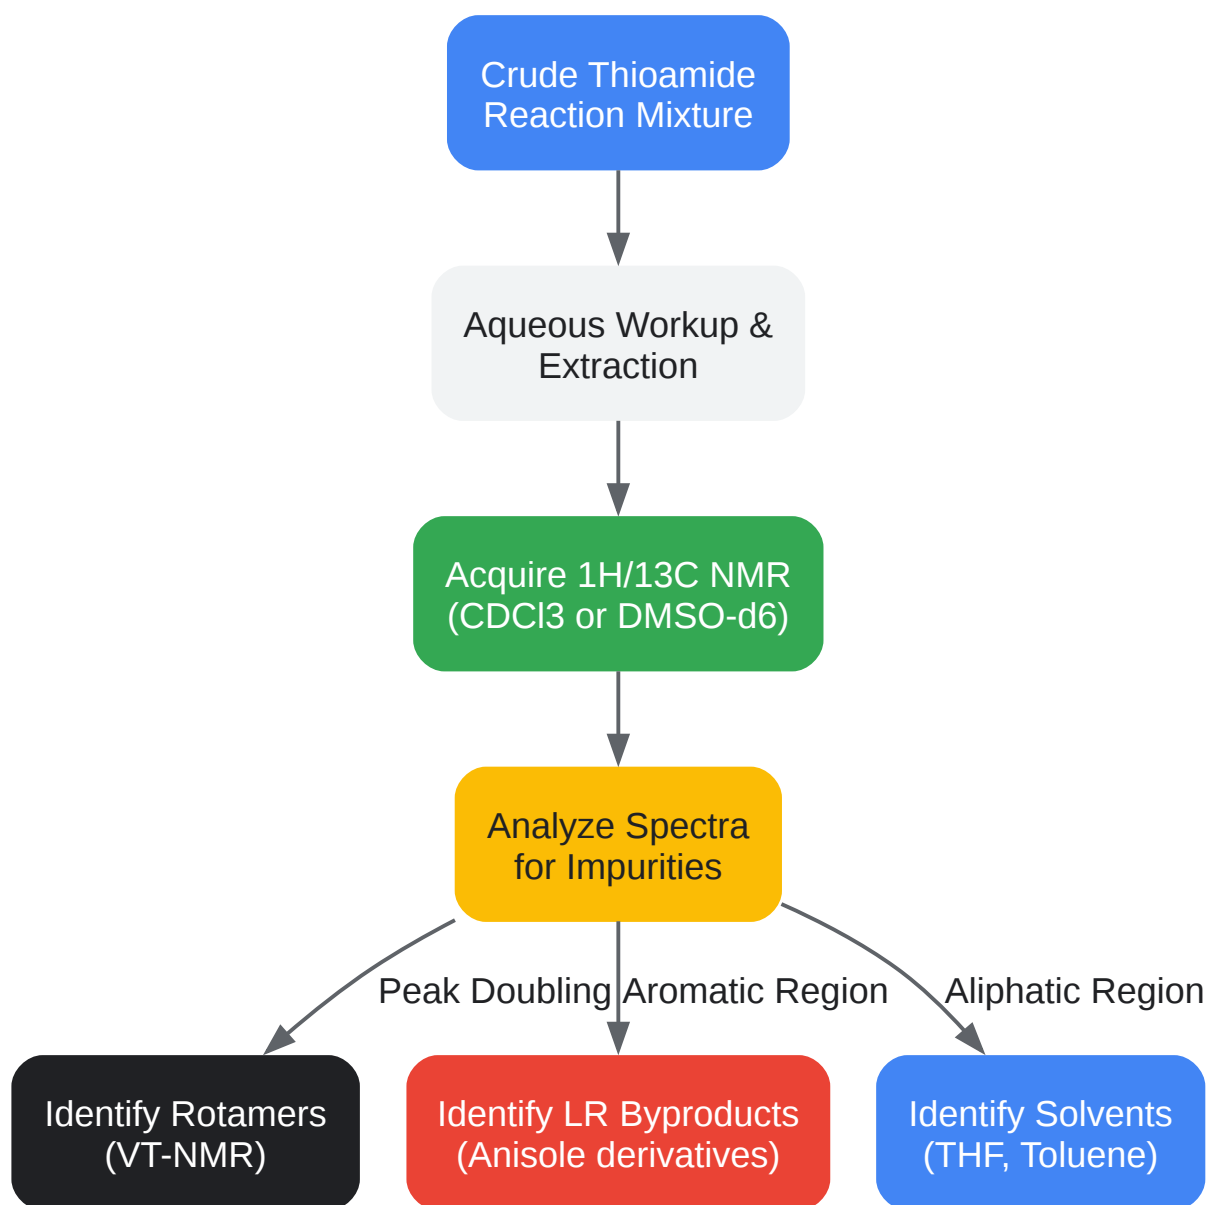 Crude Thioamide
Reaction Mixture
Aqueous Workup &
Extraction
Acquire 1H/13C NMR
(CDCl3 or DMSO-d6)
Analyze Spectra
for Impurities
Peak Doubling
Aromatic Region
Aliphatic Region
Identify Rotamers
(VT-NMR)
Identify LR Byproducts
(Anisole derivatives)
Identify Solvents
(THF, Toluene)